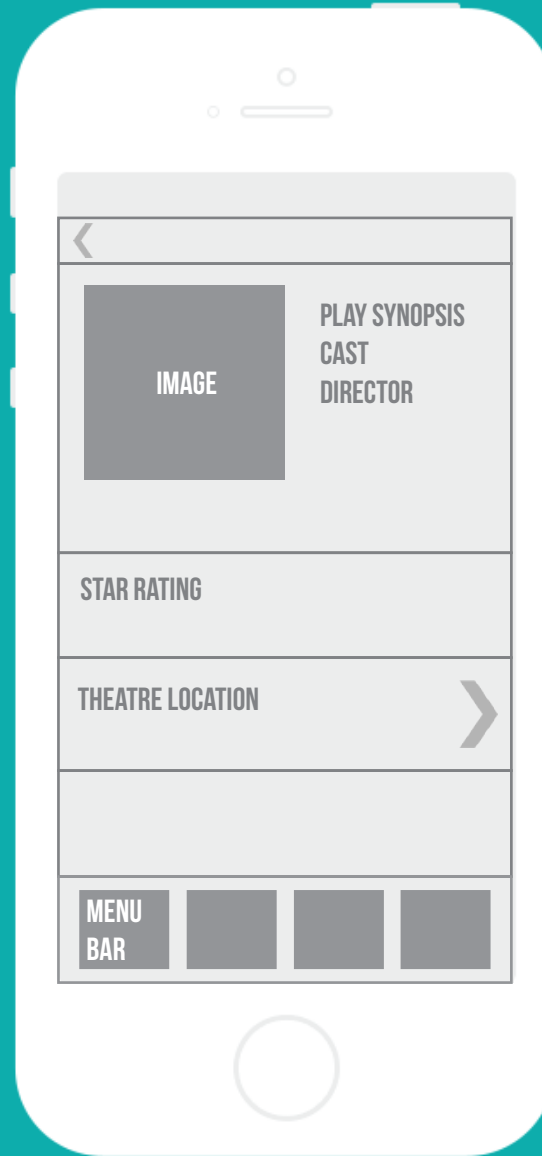 IMAGE
PLAY SYNOPSIS
CAST
DIRECTOR
STAR RATING
THEATRE LOCATION
MENU
BAR